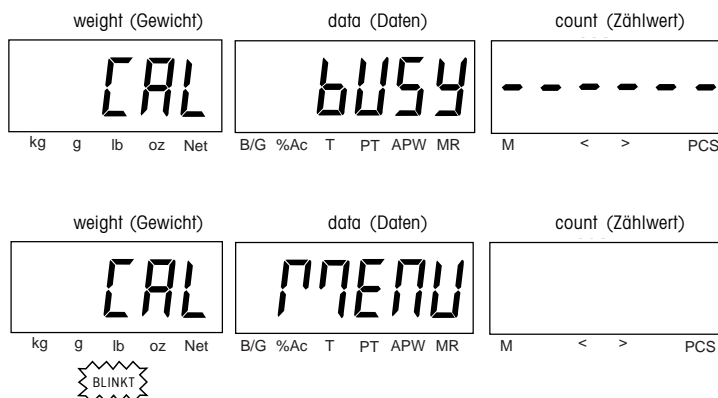 weight (Gewicht) data (Daten) count (Zählwert)
CAL bUSY ------
kg g lb oz Net B/G %Ac T PT APW MR M < > PCS
weight (Gewicht) data (Daten) count (Zählwert)
CAL MENU
kg g lb oz Net B/G %Ac T PT APW MR M < > PCS
BLINKT